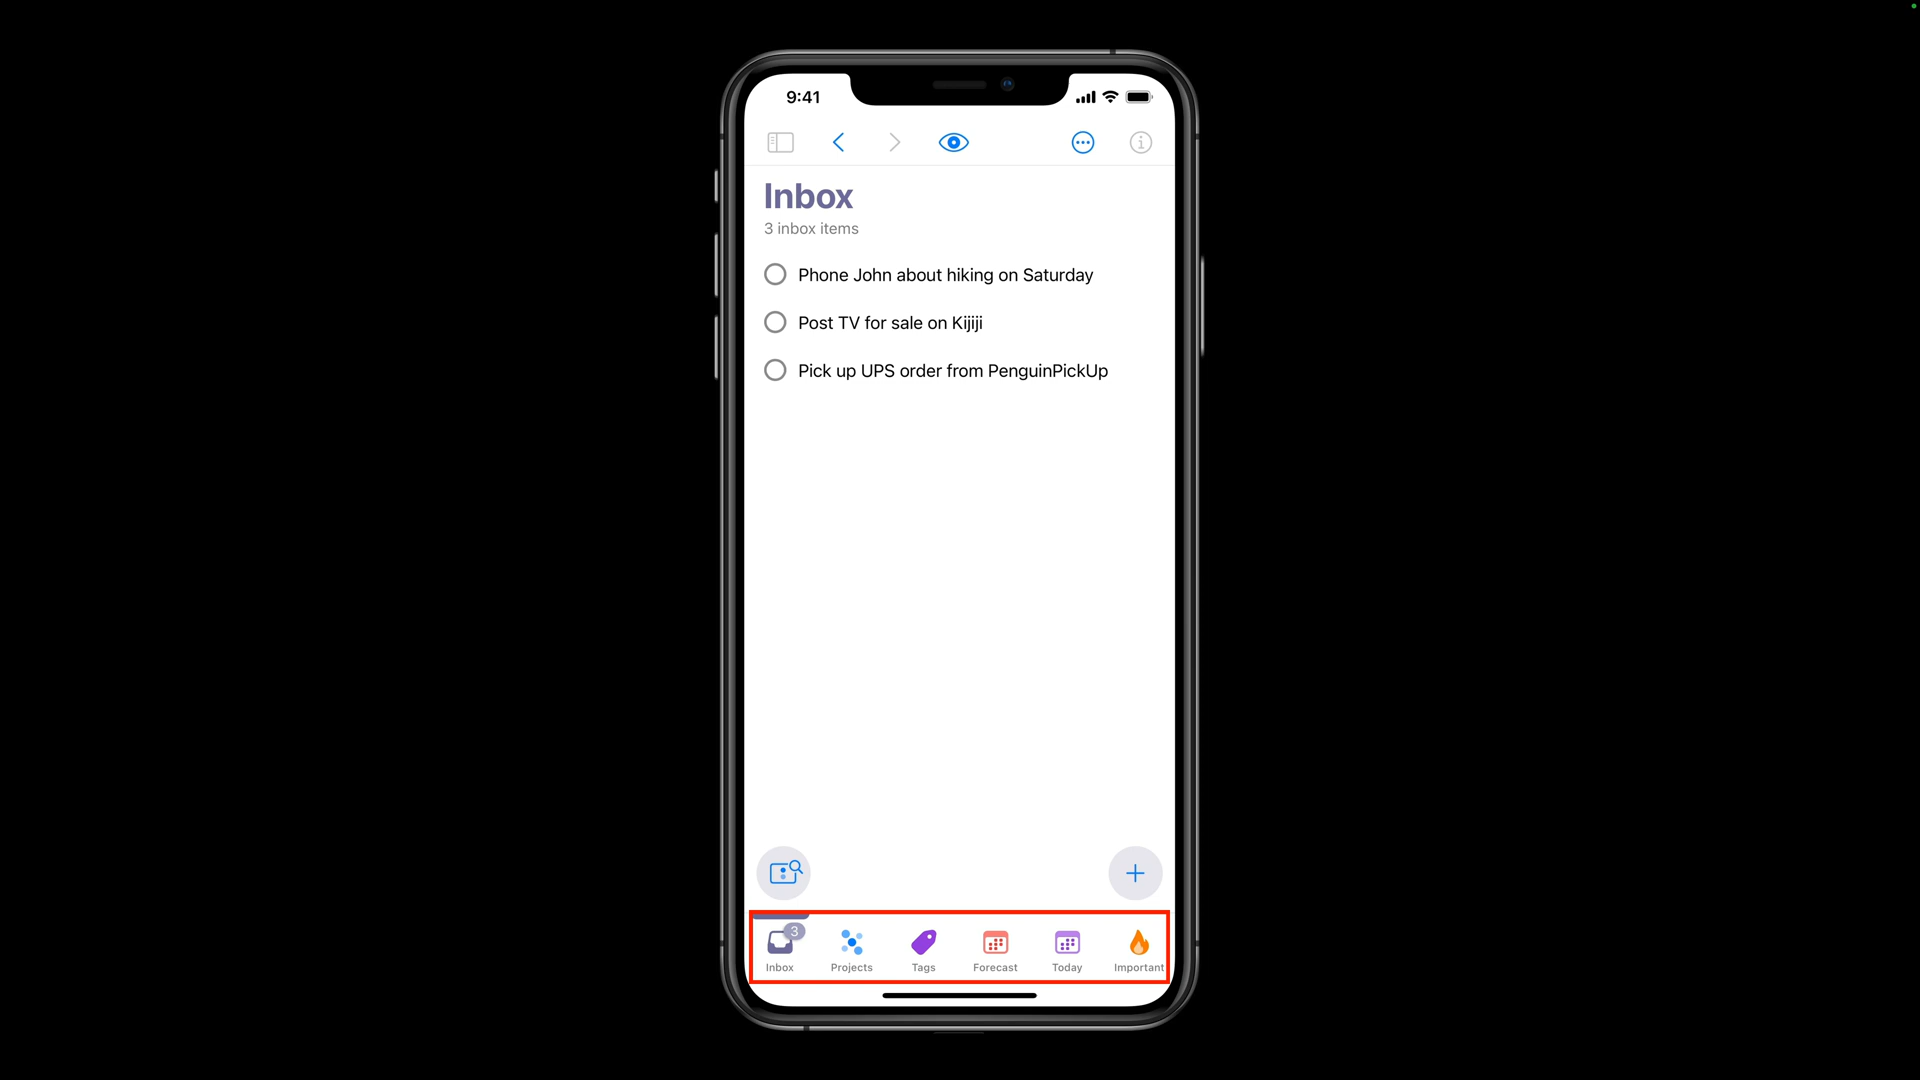 9:41
Inbox
3 inbox items
Phone John about hiking on Saturday
Post TV for sale on Kijiji
Pick up UPS order from PenguinPickUp
3
Inbox Projects Tags Forecast Today Important